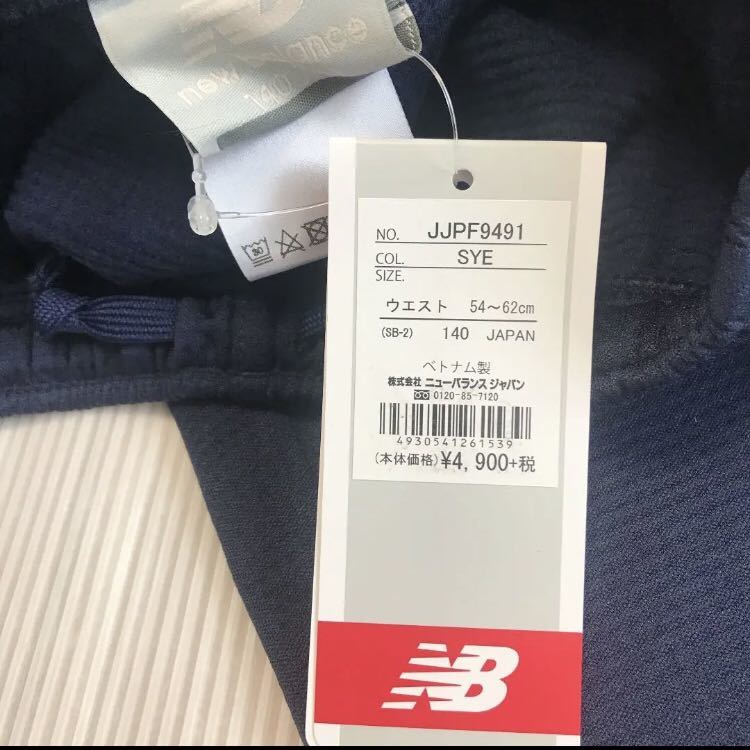 NB
new balance
140
30
NO. JJPF9491
COL. SYE
SIZE.
ウエスト 54～62cm
(SB-2) 140 JAPAN
ベトナム製
株式会社 ニューバランス ジャパン
0120-85-7120
4930541261539
(本体価格) ¥4,900+税
NB